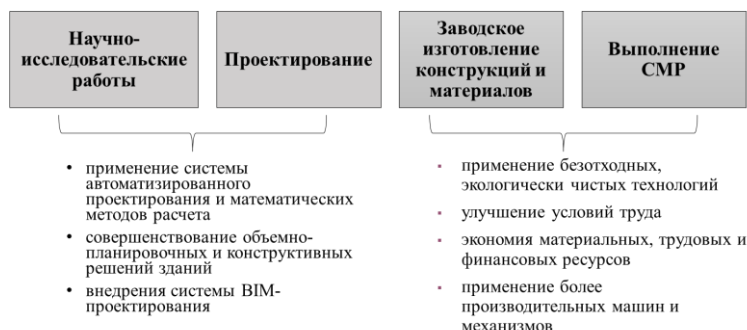 Научно-
исследовательские
работы
Проектирование
Заводское
изготовление
конструкций и
материалов
Выполнение
СМР
• применение системы
автоматизированного
проектирования и математических
методов расчета
• совершенствование объемно-
планировочных и конструктивных
решений зданий
• внедрения системы BIM-
проектирования
▪ применение безотходных,
экологически чистых технологий
▪ улучшение условий труда
▪ экономия материальных, трудовых и
финансовых ресурсов
▪ применение более
производительных машин и
механизмов